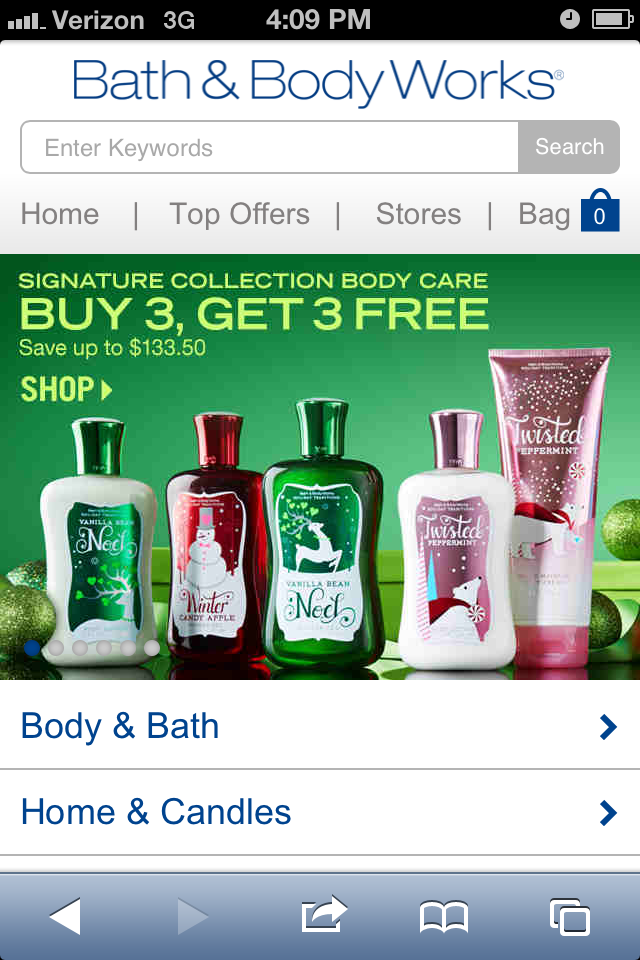 Verizon 3G 4:09 PM
Bath & Body Works®
Enter Keywords Search
Home | Top Offers | Stores | Bag 0
SIGNATURE COLLECTION BODY CARE
BUY 3, GET 3 FREE
Save up to $133.50
SHOP
VANILLA BEAN
Noel
Winter
CANDY APPLE
VANILLA BEAN
Noel
Twisted
PEPPERMINT
Twisted
PEPPERMINT
Body & Bath
Home & Candles